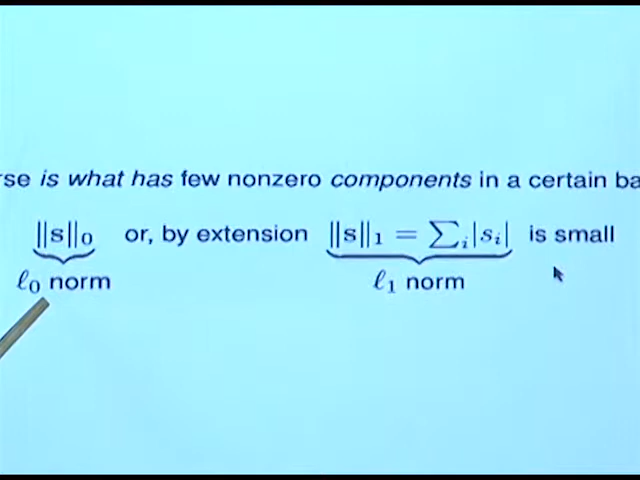 rse is what has few nonzero components in a certain ba
‖s‖₀ or, by extension ‖s‖₁ = ∑ᵢ|sᵢ| is small
ℓ₀ norm ℓ₁ norm